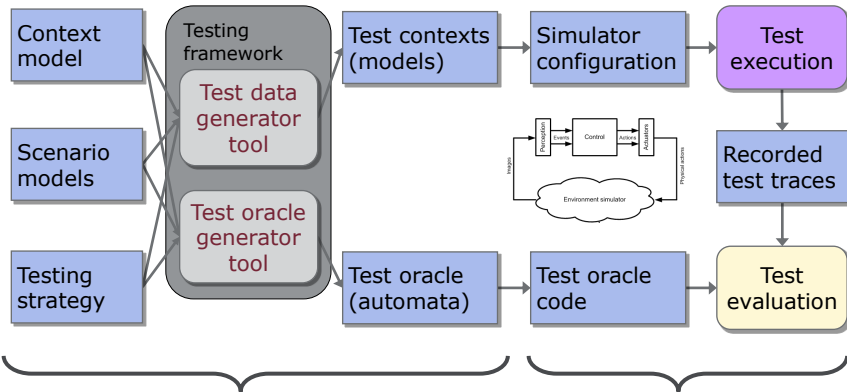 Context
model
Scenario
models
Testing
strategy
Testing
framework
Test data
generator
tool
Test oracle
generator
tool
Test contexts
(models)
Test oracle
(automata)
Simulator
configuration
Perception
Events
Control
Actions
Actuators
Images
Physical actions
Environment simulator
Test oracle
code
Test
execution
Recorded
test traces
Test
evaluation